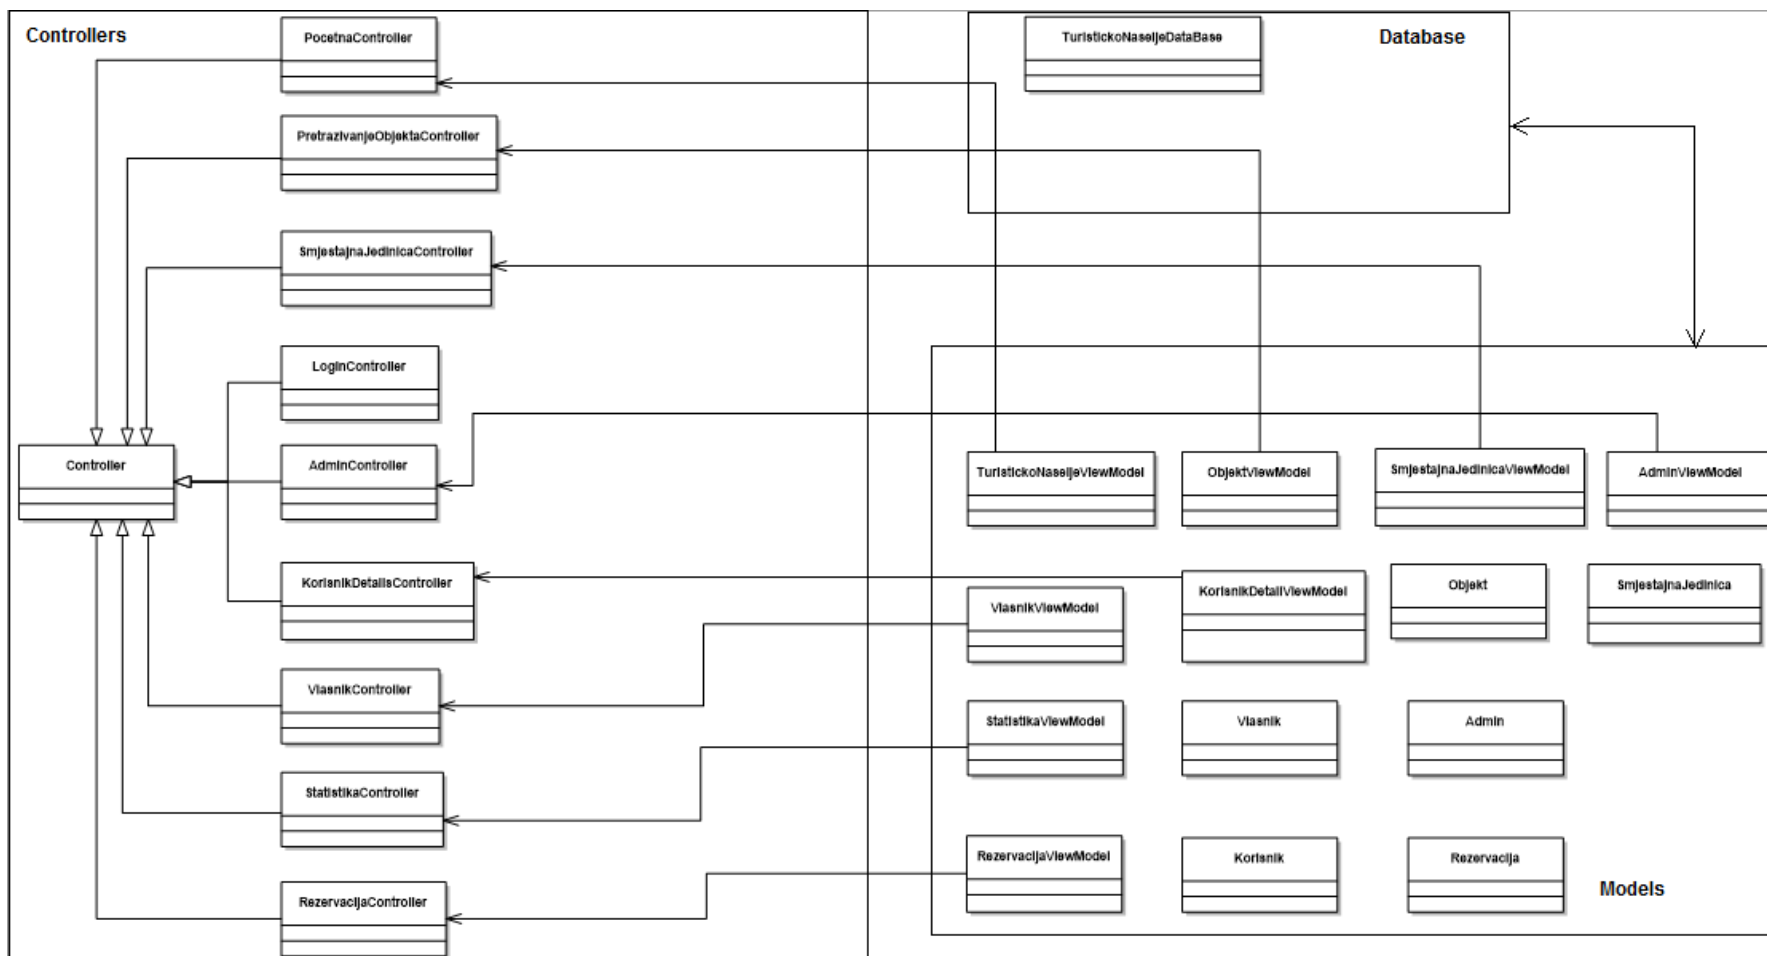 Controllers
PocetnaController
PretrazivanjeObjektaController
SmjestajnaJedinicaController
LoginController
Controller
AdminController
KorisnikDetailsController
VlasnikController
StatistikaController
RezervacijaController
TuristickoNaseljeDataBase
Database
TuristickoNaseljeViewModel
ObjektViewModel
SmjestajnaJedinicaViewModel
AdminViewModel
VlasnikViewModel
KorisnikDetailViewModel
Objekt
SmjestajnaJedinica
StatistikaViewModel
Vlasnik
Admin
RezervacijaViewModel
Korisnik
Rezervacija
Models